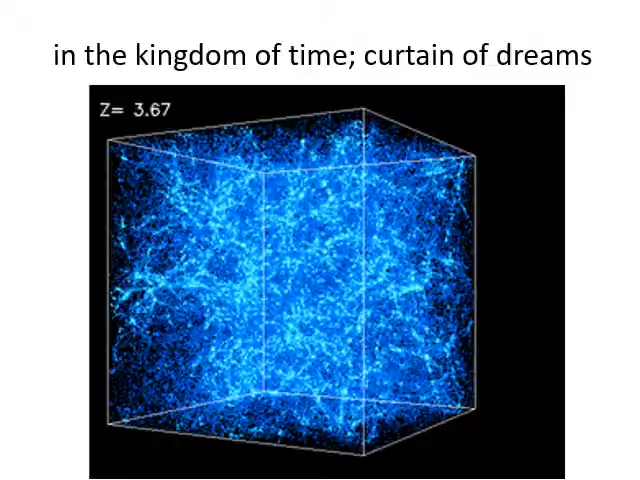 in the kingdom of time; curtain of dreams
Z= 3.67